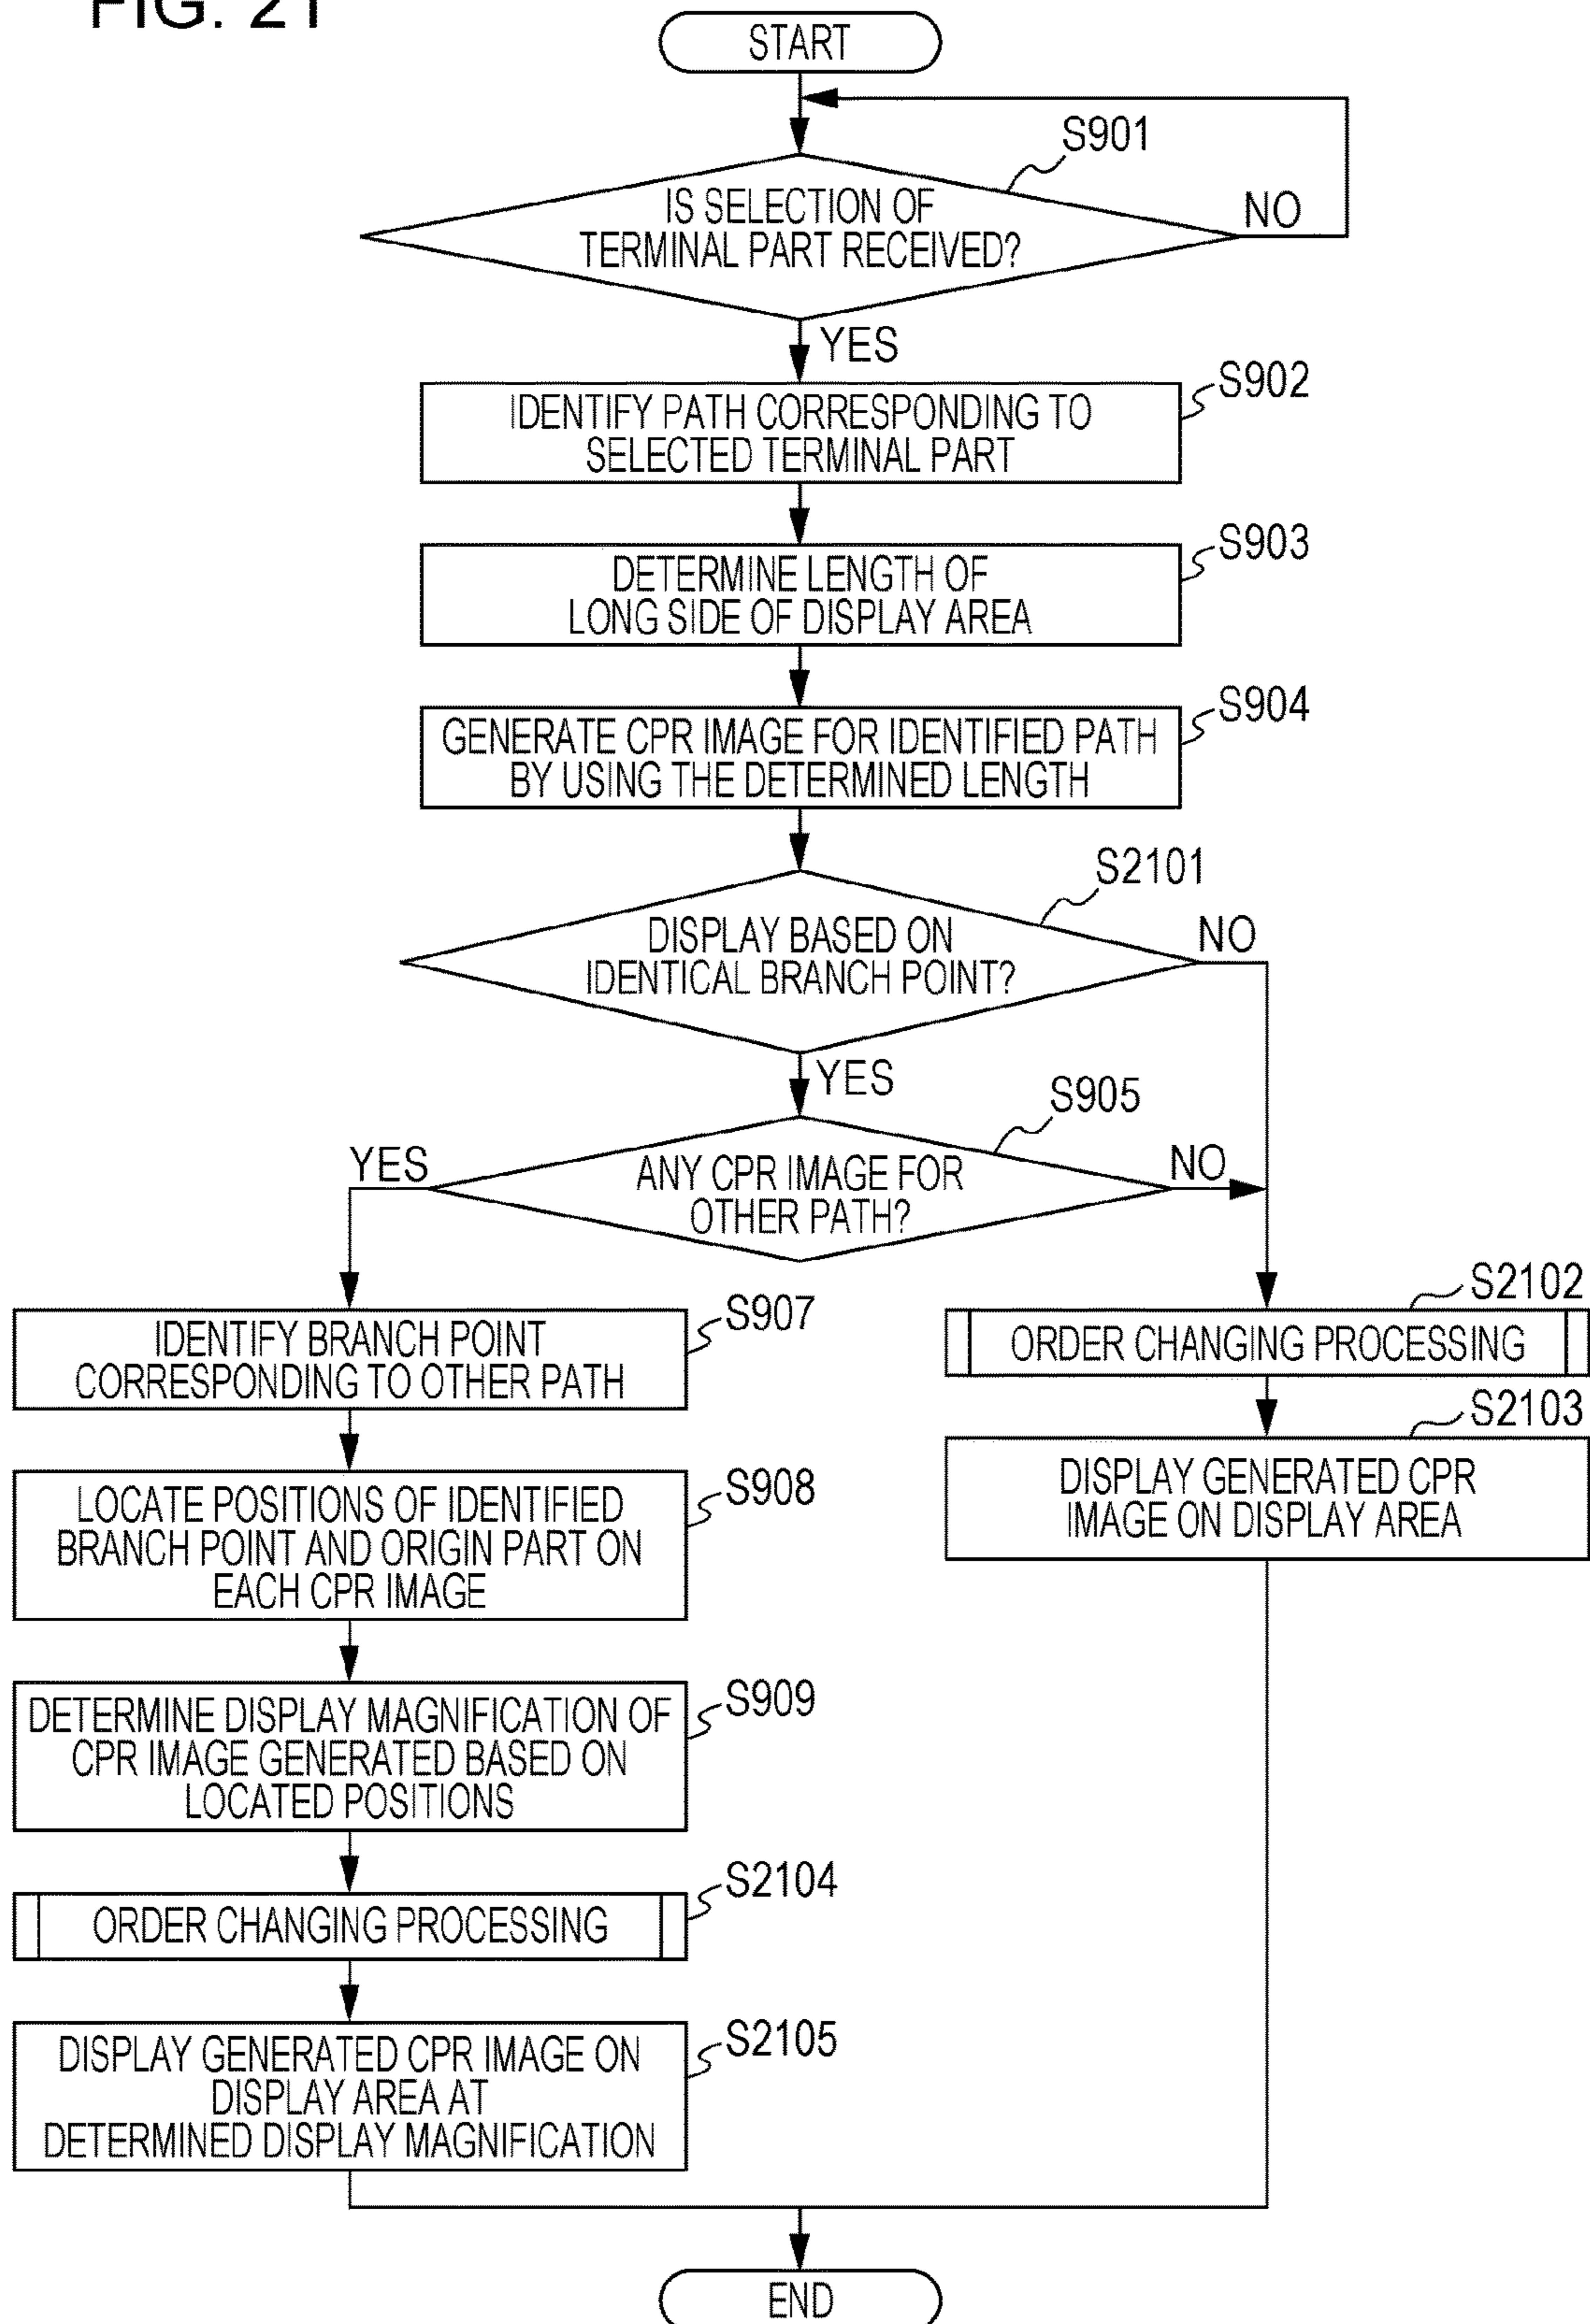 FIG. 21
START
S901
IS SELECTION OF
TERMINAL PART RECEIVED?
NO
YES
S902
IDENTIFY PATH CORRESPONDING TO
SELECTED TERMINAL PART
S903
DETERMINE LENGTH OF
LONG SIDE OF DISPLAY AREA
S904
GENERATE CPR IMAGE FOR IDENTIFIED PATH
BY USING THE DETERMINED LENGTH
S2101
DISPLAY BASED ON
IDENTICAL BRANCH POINT?
NO
YES
S905
ANY CPR IMAGE FOR
OTHER PATH?
YES
NO
S907
IDENTIFY BRANCH POINT
CORRESPONDING TO OTHER PATH
S2102
ORDER CHANGING PROCESSING
S2103
DISPLAY GENERATED CPR
IMAGE ON DISPLAY AREA
S908
LOCATE POSITIONS OF IDENTIFIED
BRANCH POINT AND ORIGIN PART ON
EACH CPR IMAGE
S909
DETERMINE DISPLAY MAGNIFICATION OF
CPR IMAGE GENERATED BASED ON
LOCATED POSITIONS
S2104
ORDER CHANGING PROCESSING
S2105
DISPLAY GENERATED CPR IMAGE ON
DISPLAY AREA AT
DETERMINED DISPLAY MAGNIFICATION
END